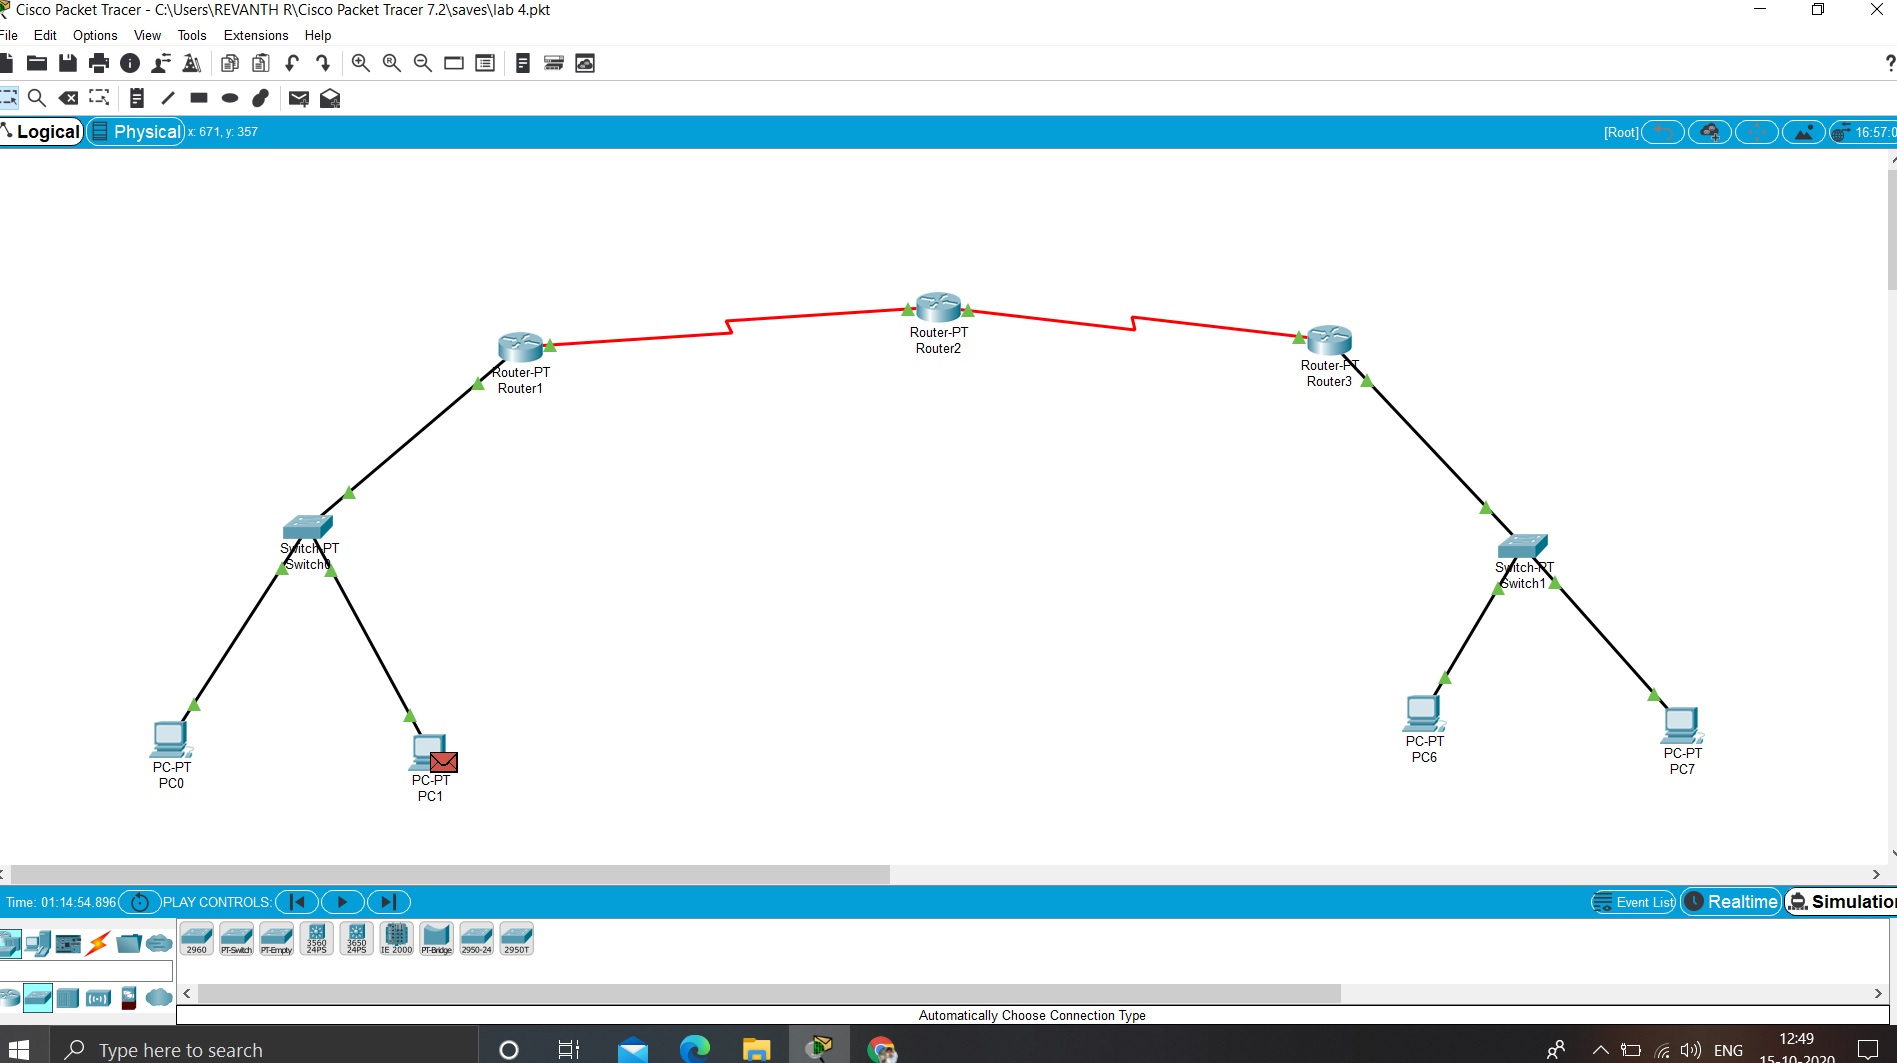 Cisco Packet Tracer - C:\Users\REVANTH R\Cisco Packet Tracer 7.2\saves\lab 4.pkt
File Edit Options View Tools Extensions Help
?
Logical Physical x: 671, y: 357 [Root] 16:57:0
Router-PT
Router2
Router-PT
Router1
Router-PT
Router3
Switch-PT
Switch0
Switch-PT
Switch1
PC-PT
PC0
PC-PT
PC1
PC-PT
PC6
PC-PT
PC7
Time: 01:14:54.896 PLAY CONTROLS: Event List Realtime Simulation
2960 PT-Switch PT-Empty 3560 24PS 3650 24PS IE 2000 PT-Bridge 2950-24 2950T
Automatically Choose Connection Type
Type here to search
ENG
12:49
15-10-2020